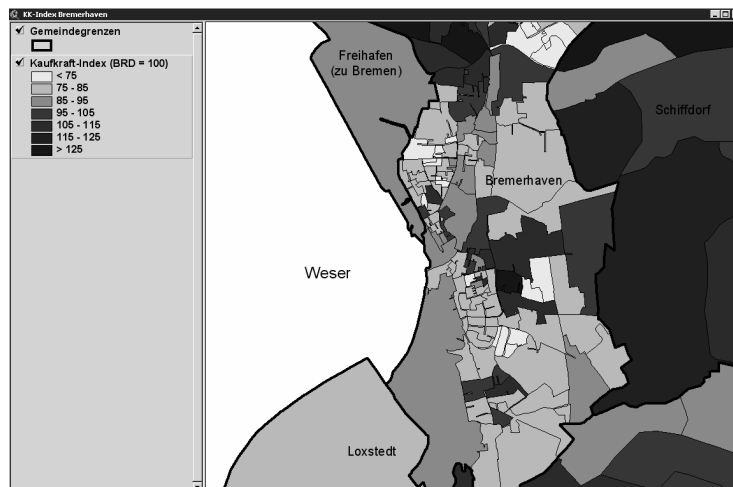 KK-Index Bremerhaven
Gemeindegrenzen
Kaufkraft-Index (BRD = 100)
< 75
75 - 85
85 - 95
95 - 105
105 - 115
115 - 125
> 125
Freihafen
(zu Bremen)
Schiffdorf
Bremerhaven
Weser
Loxstedt